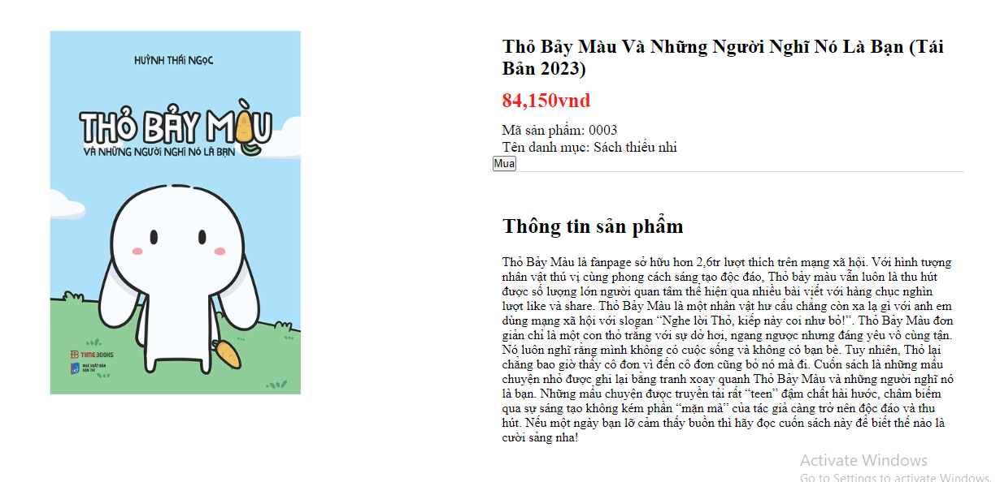 HUỲNH THÁI NGỌC
THỎ BẢY MÀU
VÀ NHỮNG NGƯỜI NGHĨ NÓ LÀ BẠN
TIMEBOOKS
NHÀ XUẤT BẢN
DÂN TRÍ
Thỏ Bảy Màu Và Những Người Nghĩ Nó Là Bạn (Tái
Bản 2023)
84,150vnd
Mã sản phẩm: 0003
Tên danh mục: Sách thiếu nhi
Mua
Thông tin sản phẩm
Thỏ Bảy Màu là fanpage sở hữu hơn 2,6tr lượt thích trên mạng xã hội. Với hình tượng
nhân vật thú vị cùng phong cách sáng tạo độc đáo, Thỏ bảy màu vẫn luôn là thu hút
được số lượng lớn người quan tâm thể hiện qua nhiều bài viết với hàng chục nghìn
lượt like và share. Thỏ Bảy Màu là một nhân vật hư cấu chẳng còn xa lạ gì với anh em
dùng mạng xã hội với slogan “Nghe lời Thỏ, kiếp này coi như bỏ!”. Thỏ Bảy Màu đơn
giản chỉ là một con thỏ trắng với sự dở hơi, ngang ngược nhưng đáng yêu vô cùng tận.
Nó luôn nghĩ rằng mình không có cuộc sống và không có bạn bè. Tuy nhiên, Thỏ lại
chẳng bao giờ thấy cô đơn vì đến cô đơn cũng bỏ nó mà đi. Cuốn sách là những mẩu
chuyện nhỏ được ghi lại bằng tranh xoay quanh Thỏ Bảy Màu và những người nghĩ nó
là bạn. Những mẩu chuyện được truyền tải rất “teen” đậm chất hài hước, châm biếm
qua sự sáng tạo không kém phần “mặn mà” của tác giả càng trở nên độc đáo và thu
hút. Nếu một ngày bạn lỡ cảm thấy buồn thì hãy đọc cuốn sách này để biết thế nào là
cười sảng nha!
Activate Windows
Go to Settings to activate Windows.